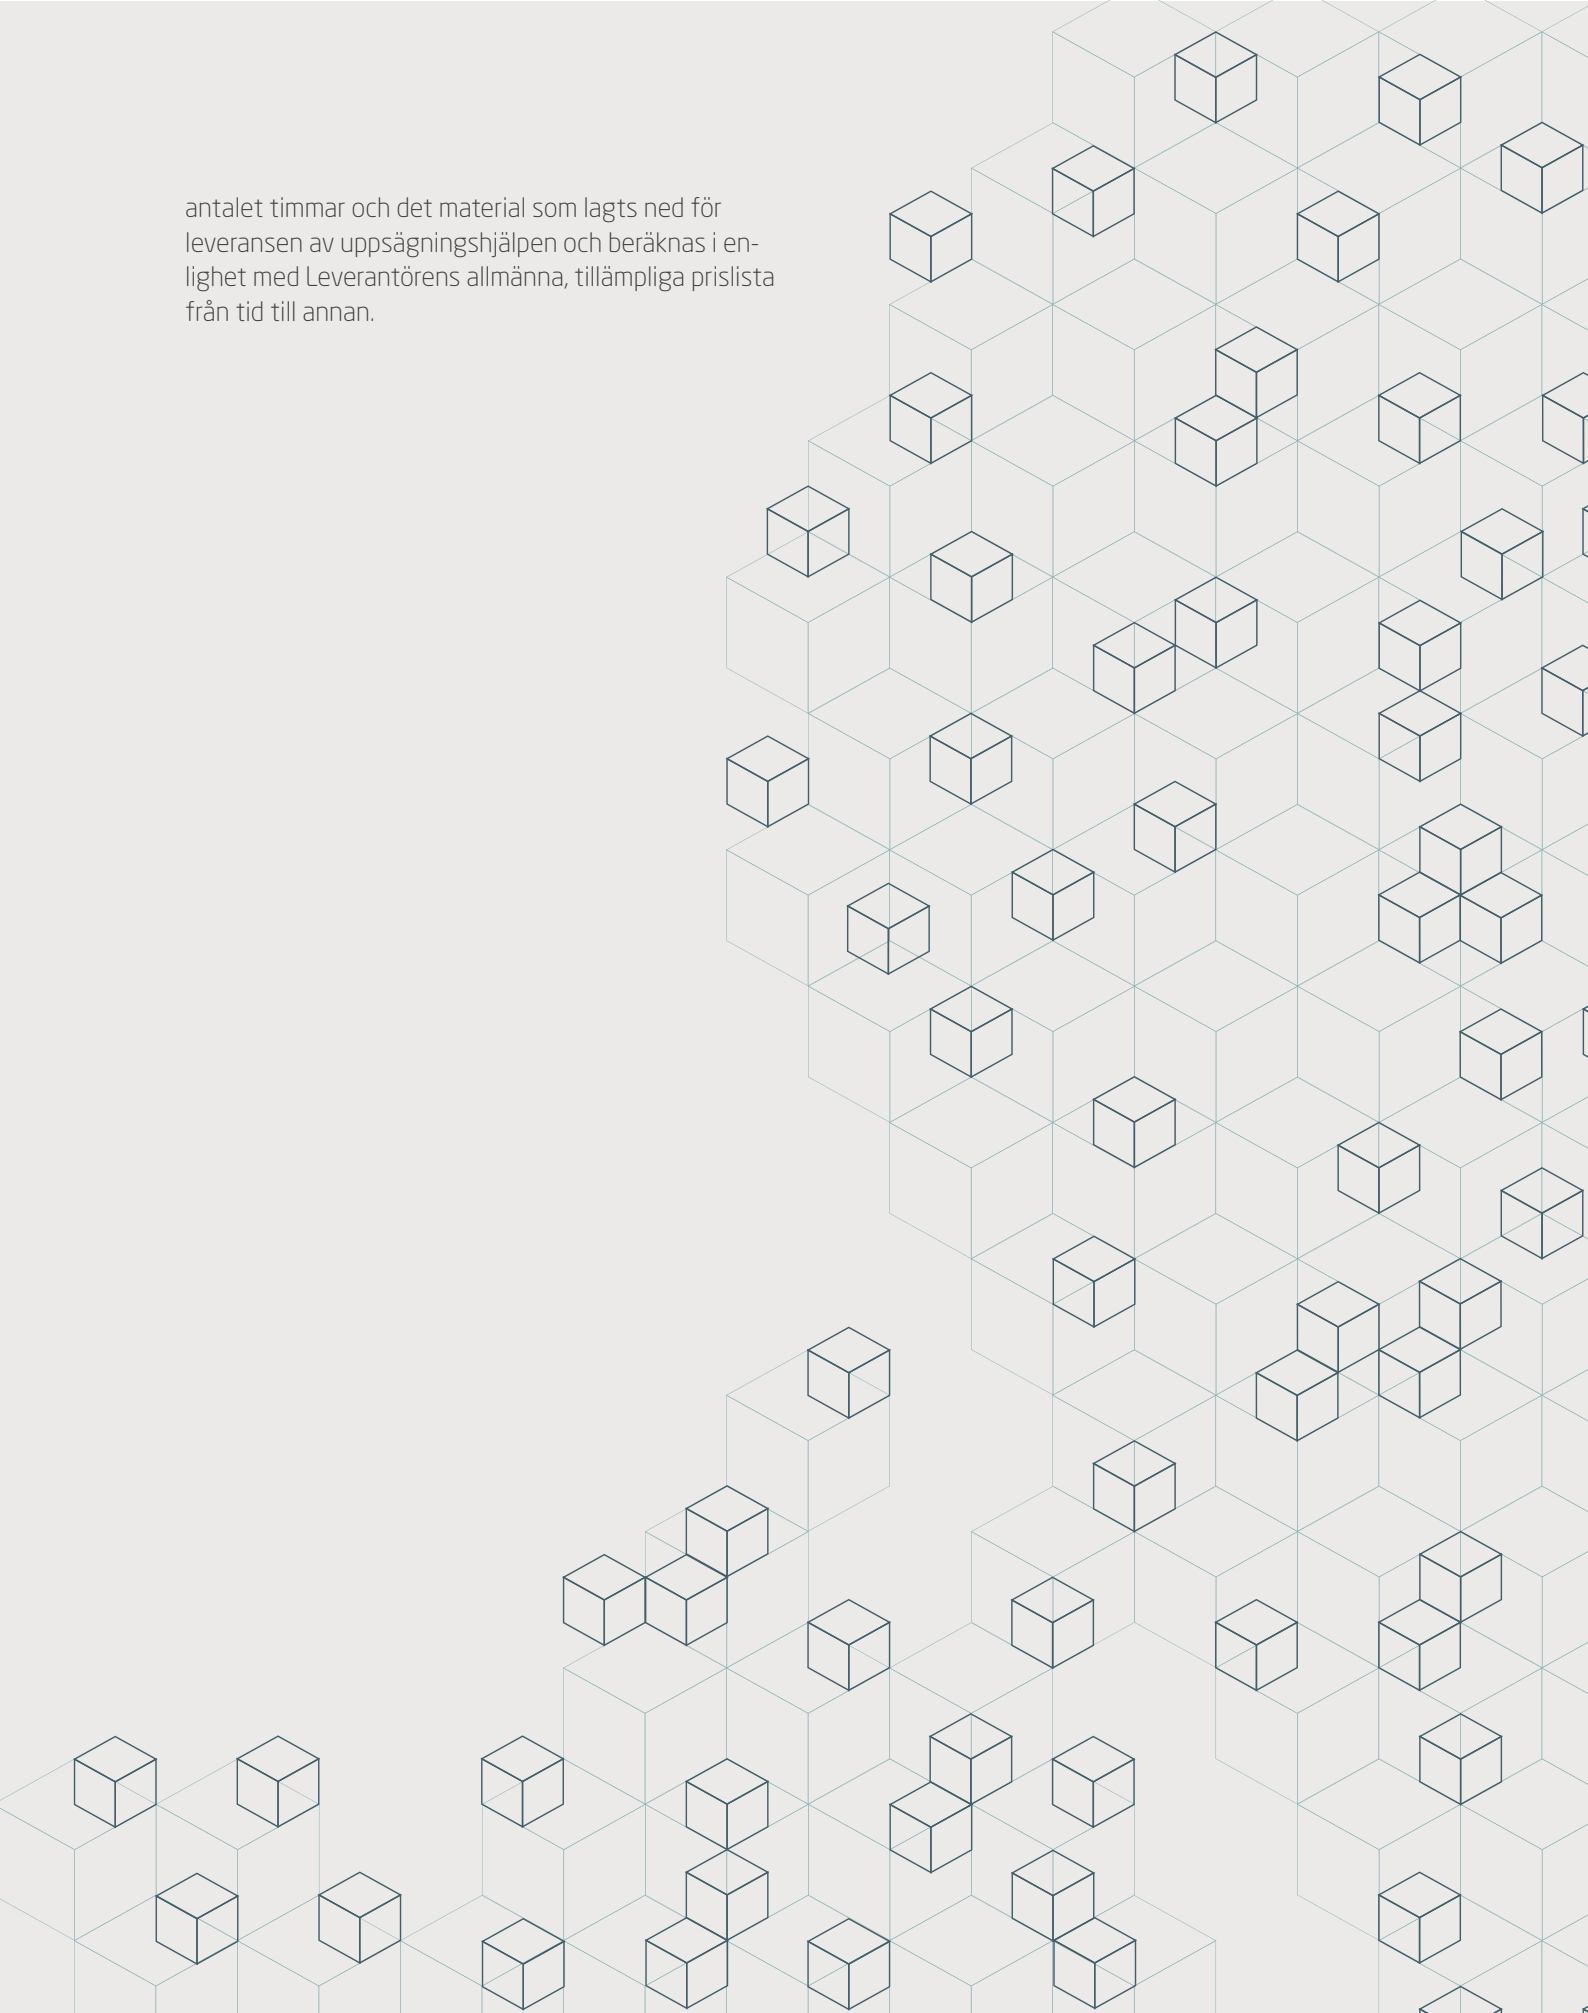 antalet timmar och det material som lagts ned för
leveransen av uppsägningshjälpen och beräknas i en-
lighet med Leverantörens allmänna, tillämpliga prislista
från tid till annan.